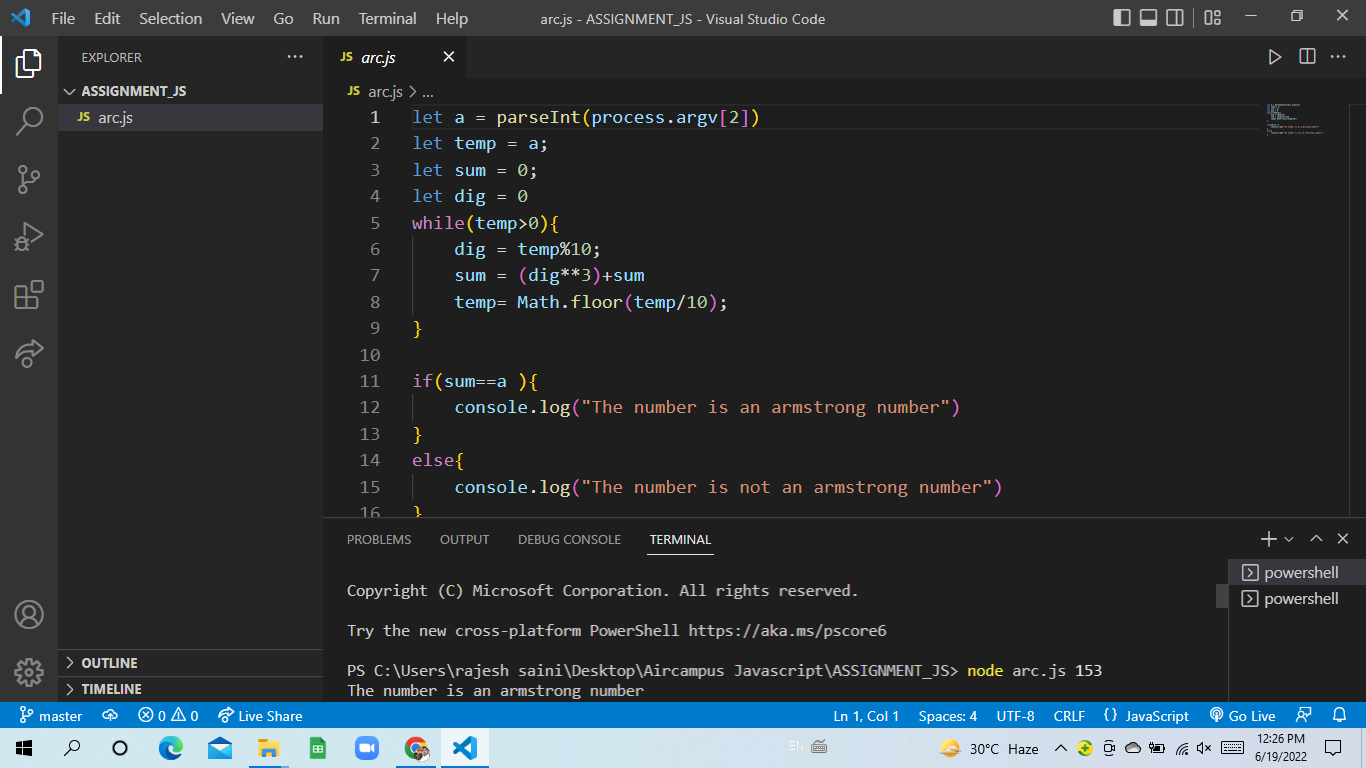 File Edit Selection View Go Run Terminal Help arc.js - ASSIGNMENT_JS - Visual Studio Code
EXPLORER ···
ASSIGNMENT_JS
JS arc.js
JS arc.js
JS arc.js > ...
1 let a = parseInt(process.argv[2])
2 let temp = a;
3 let sum = 0;
4 let dig = 0
5 while(temp>0){
6 dig = temp%10;
7 sum = (dig**3)+sum
8 temp= Math.floor(temp/10);
9 }
10
11 if(sum==a ){
12 console.log("The number is an armstrong number")
13 }
14 else{
15 console.log("The number is not an armstrong number")
16 }
PROBLEMS OUTPUT DEBUG CONSOLE TERMINAL
Copyright (C) Microsoft Corporation. All rights reserved.
Try the new cross-platform PowerShell https://aka.ms/pscore6
PS C:\Users\rajesh saini\Desktop\Aircampus Javascript\ASSIGNMENT_JS> node arc.js 153
The number is an armstrong number
powershell
powershell
OUTLINE
TIMELINE
master 0 0 Live Share Ln 1, Col 1 Spaces: 4 UTF-8 CRLF {} JavaScript Go Live
EN 30°C Haze 12:26 PM
6/19/2022